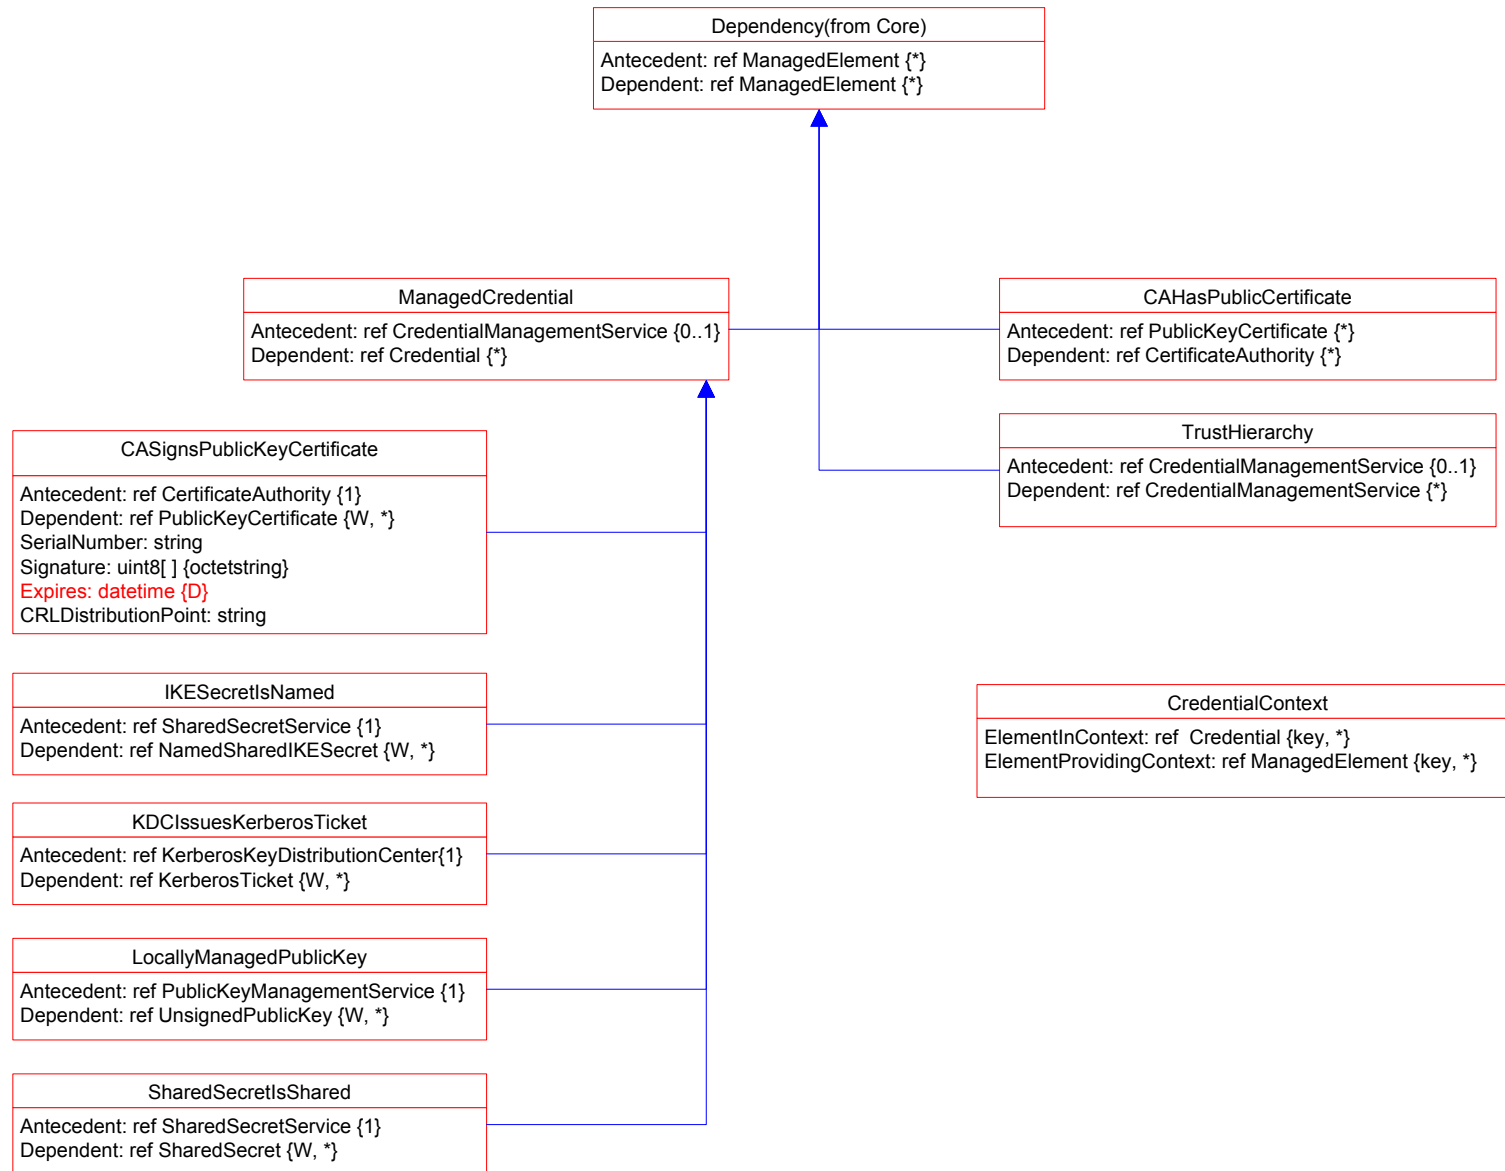 Dependency(from Core)
Antecedent: ref ManagedElement {*}
Dependent: ref ManagedElement {*}
ManagedCredential
Antecedent: ref CredentialManagementService {0..1}
Dependent: ref Credential {*}
CAHasPublicCertificate
Antecedent: ref PublicKeyCertificate {*}
Dependent: ref CertificateAuthority {*}
TrustHierarchy
Antecedent: ref CredentialManagementService {0..1}
Dependent: ref CredentialManagementService {*}
CASignsPublicKeyCertificate
Antecedent: ref CertificateAuthority {1}
Dependent: ref PublicKeyCertificate {W, *}
SerialNumber: string
Signature: uint8[ ] {octetstring}
Expires: datetime {D}
CRLDistributionPoint: string
IKESecretIsNamed
Antecedent: ref SharedSecretService {1}
Dependent: ref NamedSharedIKESecret {W, *}
CredentialContext
ElementInContext: ref  Credential {key, *}
ElementProvidingContext: ref ManagedElement {key, *}
KDCIssuesKerberosTicket
Antecedent: ref KerberosKeyDistributionCenter{1}
Dependent: ref KerberosTicket {W, *}
LocallyManagedPublicKey
Antecedent: ref PublicKeyManagementService {1}
Dependent: ref UnsignedPublicKey {W, *}
SharedSecretIsShared
Antecedent: ref SharedSecretService {1}
Dependent: ref SharedSecret {W, *}